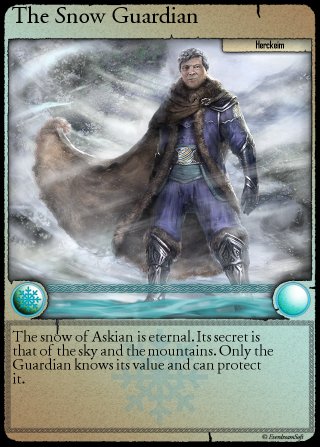 The Snow Guardian
Herckeim
The snow of Askian is eternal. Its secret is
that of the sky and the mountains. Only the
Guardian knows its value and can protect
it.
© EverdreamSoft